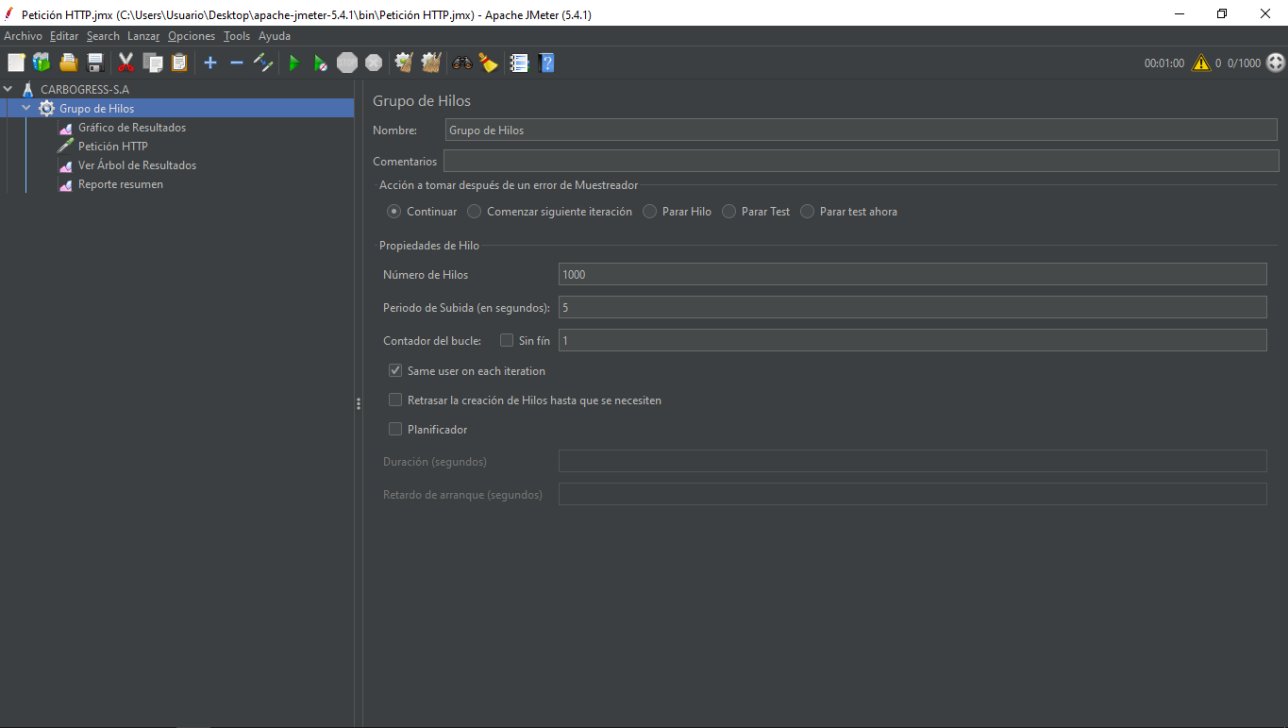 Petición HTTP.jmx (C:\Users\Usuario\Desktop\apache-jmeter-5.4.1\bin\Petición HTTP.jmx) - Apache JMeter (5.4.1)
Archivo Editar Search Lanzar Opciones Tools Ayuda
00:01:00 0 0/1000
CARBOGRESS-S.A
Grupo de Hilos
Gráfico de Resultados
Petición HTTP
Ver Árbol de Resultados
Reporte resumen
Grupo de Hilos
Nombre: Grupo de Hilos
Comentarios
Acción a tomar después de un error de Muestreador
Continuar Comenzar siguiente iteración Parar Hilo Parar Test Parar test ahora
Propiedades de Hilo
Número de Hilos 1000
Periodo de Subida (en segundos): 5
Contador del bucle: Sin fín 1
Same user on each iteration
Retrasar la creación de Hilos hasta que se necesiten
Planificador
Duración (segundos)
Retardo de arranque (segundos)